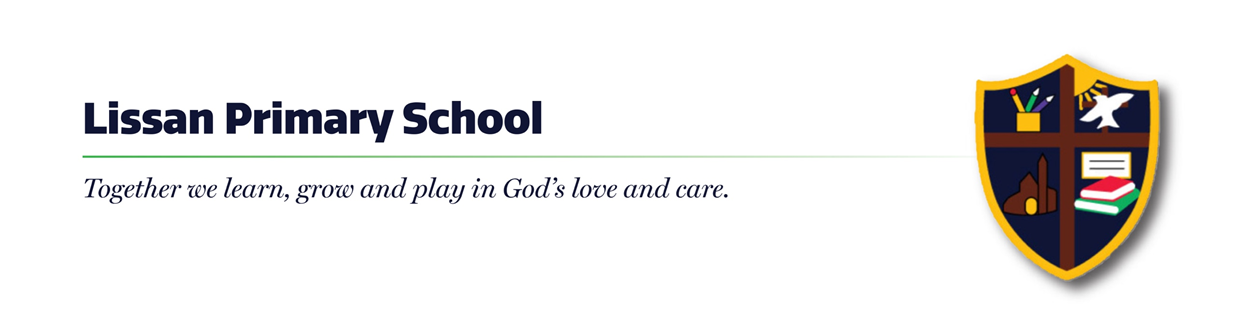 Lissan Primary School
Together we learn, grow and play in God’s love and care.